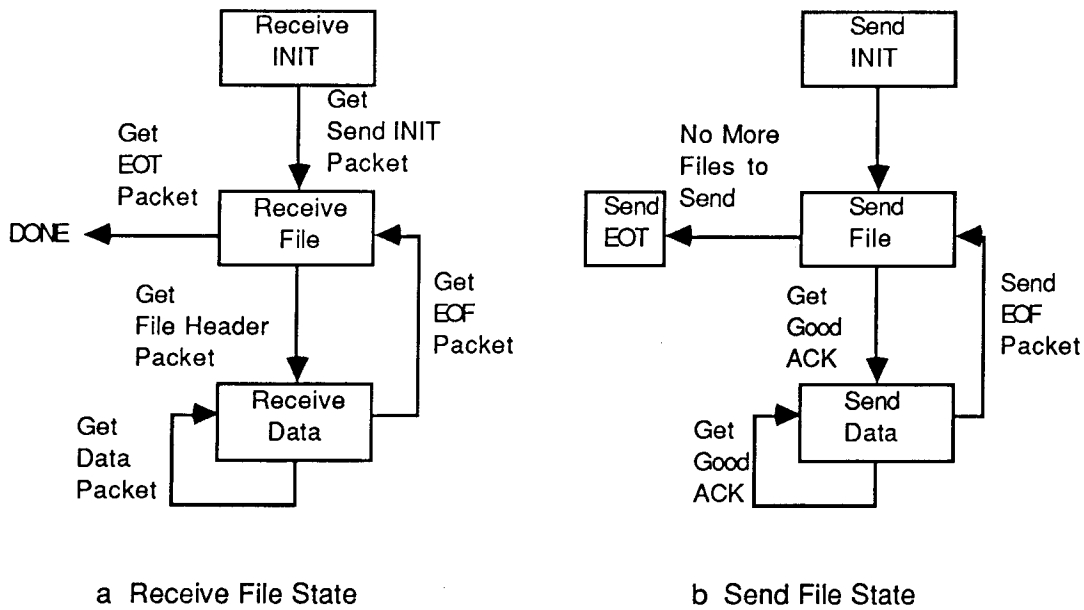 Receive
INIT
Get
Send INIT
Packet
Get
EOT
Packet
Receive
File
DONE
Get
File Header
Packet
Get
EOF
Packet
Receive
Data
Get
Data
Packet
a Receive File State
Send
INIT
No More
Files to
Send
Send
EOT
Send
File
Get
Good
ACK
Send
EOF
Packet
Send
Data
Get
Good
ACK
b Send File State